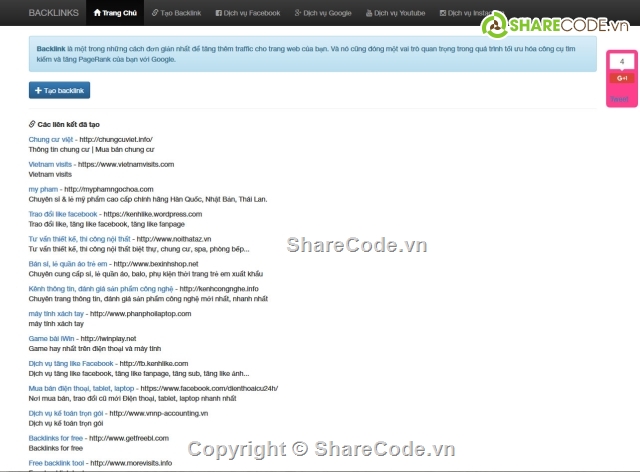 BACKLINKS Trang Chủ Tạo Backlink Dịch vụ Facebook Dịch vụ Google Dịch vụ Youtube Dịch vụ
SHARECODE.vn
Backlink là một trong những cách đơn giản nhất để tăng thêm traffic cho trang web của bạn. Và nó cũng đóng một vai trò quan trọng trong quá trình tối ưu hóa công cụ tìm
kiếm và tăng PageRank của bạn với Google.
4
G+1
Tạo backlink
Các liên kết đã tạo
Chung cư việt - http://chungcuviet.info/
Thông tin chung cư | Mua bán chung cư
Vietnam visits - https://www.vietnamvisits.com
Vietnam visits
my pham - http://myphamngochoa.com
Chuyên sỉ & lẻ mỹ phẩm cao cấp chính hãng Hàn Quốc, Nhật Bản, Thái Lan.
Trao đổi like facebook - https://kenhlike.wordpress.com
Trao đổi like, tăng like facebook, tăng like fanpage
Tư vấn thiết kế, thi công nội thất - http://www.noithataz.vn
Tư vấn thiết kế, thi công nội thất biệt thự, chung cư, spa, phòng bếp...
ShareCode.vn
Bán sỉ, lẻ quần áo trẻ em - http://www.bexinhshop.net
Chuyên cung cấp sỉ, lẻ quần áo, balo, phụ kiện thời trang trẻ em xuất khẩu
Kênh thông tin, đánh giá sản phẩm công nghệ - http://kenhcongnghe.info
Chuyên trang thông tin, đánh giá sản phẩm công nghệ mới nhất, nhanh nhất
máy tính xách tay - http://www.phanphoilaptop.com
máy tính xách tay
Game bài iWin - http://iwinplay.net
Game hay nhất trên điện thoại và máy tính
Dịch vụ tăng like Facebook - http://fb.kenhlike.com
Dịch vụ tăng like facebook, tăng like fanpage, tăng sub, tăng like ảnh...
Mua bán điện thoại, tablet, laptop - https://www.facebook.com/dienthoaicu24h/
Nơi mua bán, trao đổi cũ mới Điện thoại, tablet, laptop nhanh nhất
Dịch vụ kế toán trọn gói - http://www.vnnp-accounting.vn
Dịch vụ kế toán trọn gói
Backlinks for free - http://www.getfreebl.com
Backlinks for free
Copyright © ShareCode.vn
Free backlink tool - http://www.morevisits.info